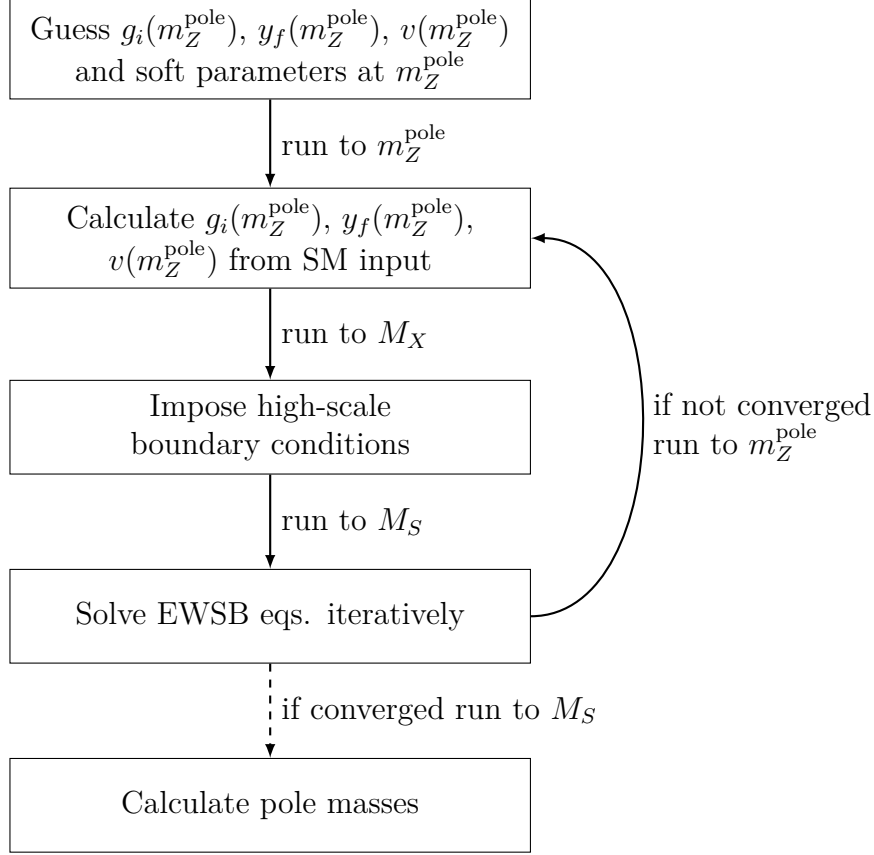 Guess $g_i(m_Z^{\text{pole}})$, $y_f(m_Z^{\text{pole}})$, $v(m_Z^{\text{pole}})$
and soft parameters at $m_Z^{\text{pole}}$
run to $m_Z^{\text{pole}}$
Calculate $g_i(m_Z^{\text{pole}})$, $y_f(m_Z^{\text{pole}})$,
$v(m_Z^{\text{pole}})$ from SM input
run to $M_X$
Impose high-scale
boundary conditions
if not converged
run to $m_Z^{\text{pole}}$
run to $M_S$
Solve EWSB eqs. iteratively
if converged run to $M_S$
Calculate pole masses